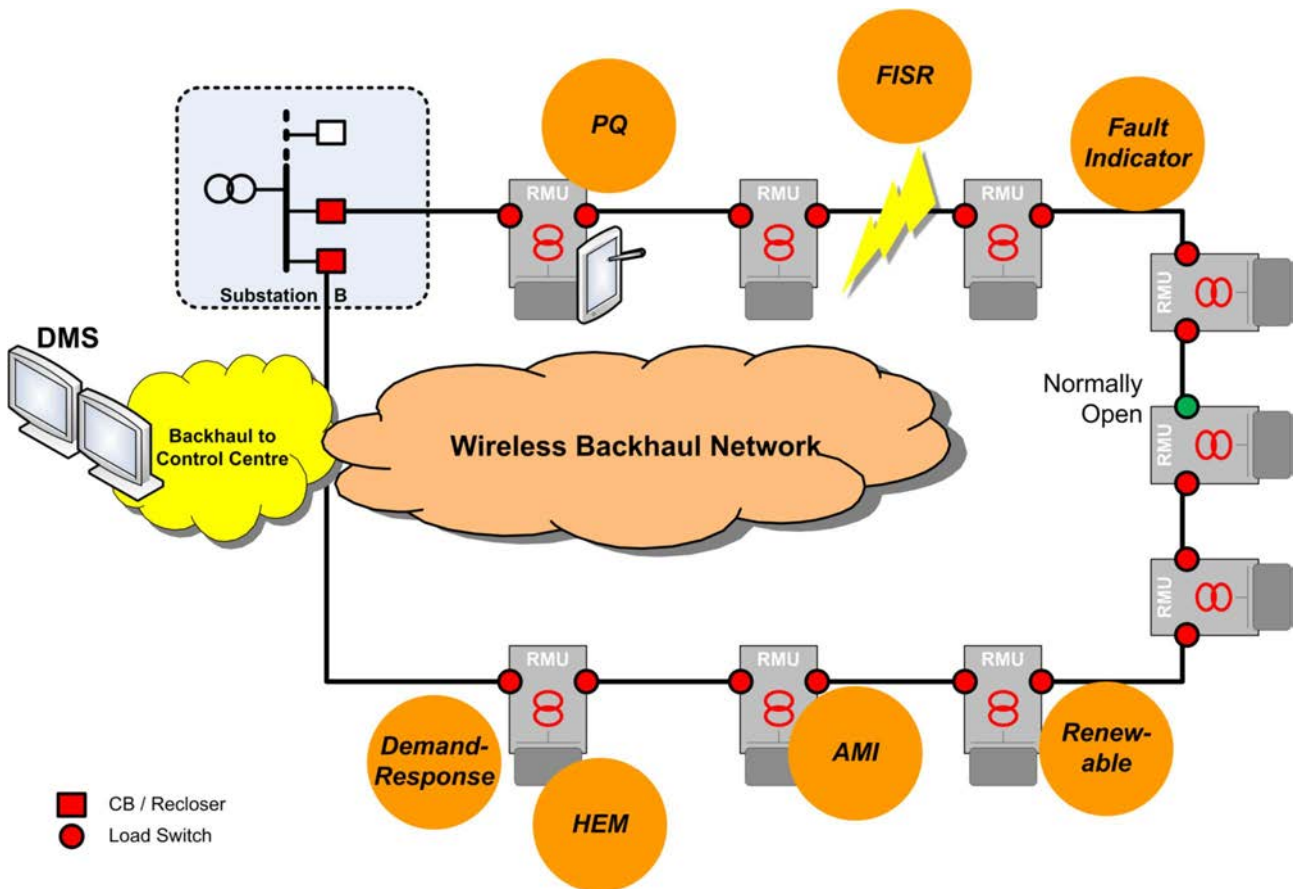 FISR
PQ
Fault
Indicator
RMU
RMU
RMU
Substation B
RMU
DMS
Normally
Open
Backhaul to
Control Centre
Wireless Backhaul Network
RMU
RMU
RMU
RMU
RMU
Demand-
Response
AMI
Renew-
able
HEM
CB / Recloser
Load Switch